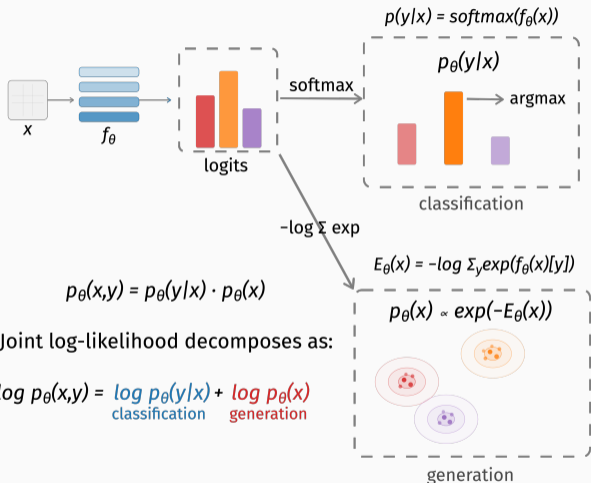 p(y|x) = softmax(fθ(x))
pθ(y|x)
softmax
argmax
x
fθ
logits
classification
−log Σ exp
Eθ(x) = −log Σyexp(fθ(x)[y])
pθ(x,y) = pθ(y|x) · pθ(x)
pθ(x) ∝ exp(−Eθ(x))
Joint log-likelihood decomposes as:
log pθ(x,y) = log pθ(y|x) + log pθ(x)
classification generation
generation